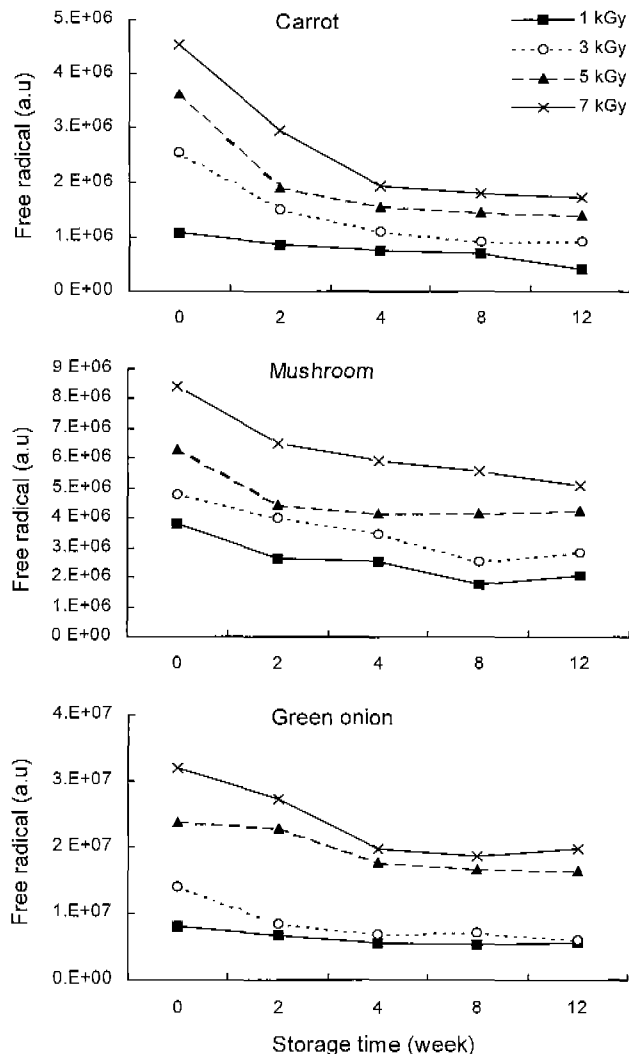 Carrot
1 kGy
3 kGy
5 kGy
7 kGy
Free radical (a.u)
5.E+06
4.E+06
3.E+06
2.E+06
1.E+06
0.E+00
0 2 4 8 12
Mushroom
Free radical (a.u)
9.E+06
8.E+06
7.E+06
6.E+06
5.E+06
4.E+06
3.E+06
2.E+06
1.E+06
0.E+00
0 2 4 8 12
Green onion
Free radical (a.u)
4.E+07
3.E+07
2.E+07
1.E+07
0.E+00
0 2 4 8 12
Storage time (week)